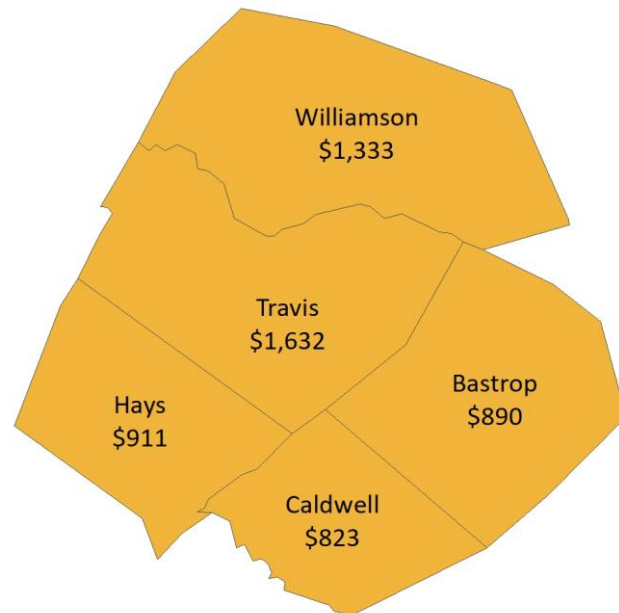 Williamson
$1,333
Travis
$1,632
Bastrop
$890
Hays
$911
Caldwell
$823